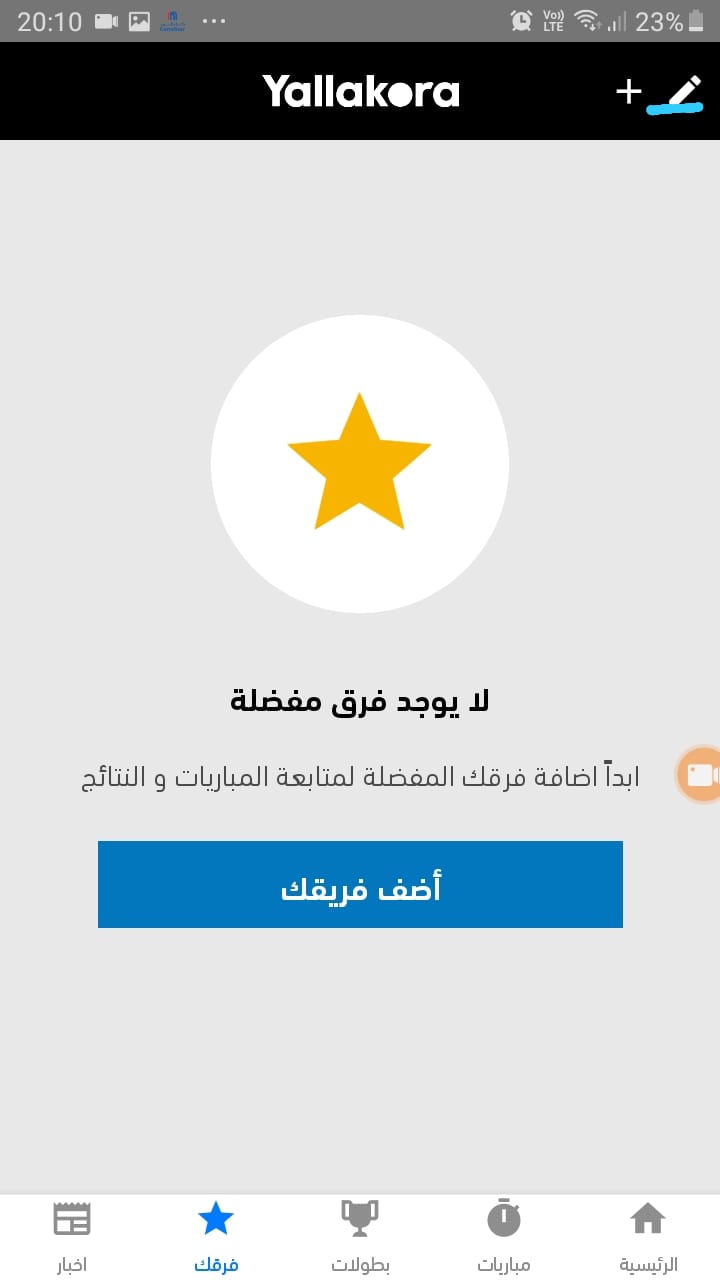 20:10
Vo)) LTE
23%
Yallakora
لا يوجد فرق مفضلة
ابدأ اضافة فرقك المفضلة لمتابعة المباريات و النتائج
أضف فريقك
الرئيسية
مباريات
بطولات
فرقك
اخبار